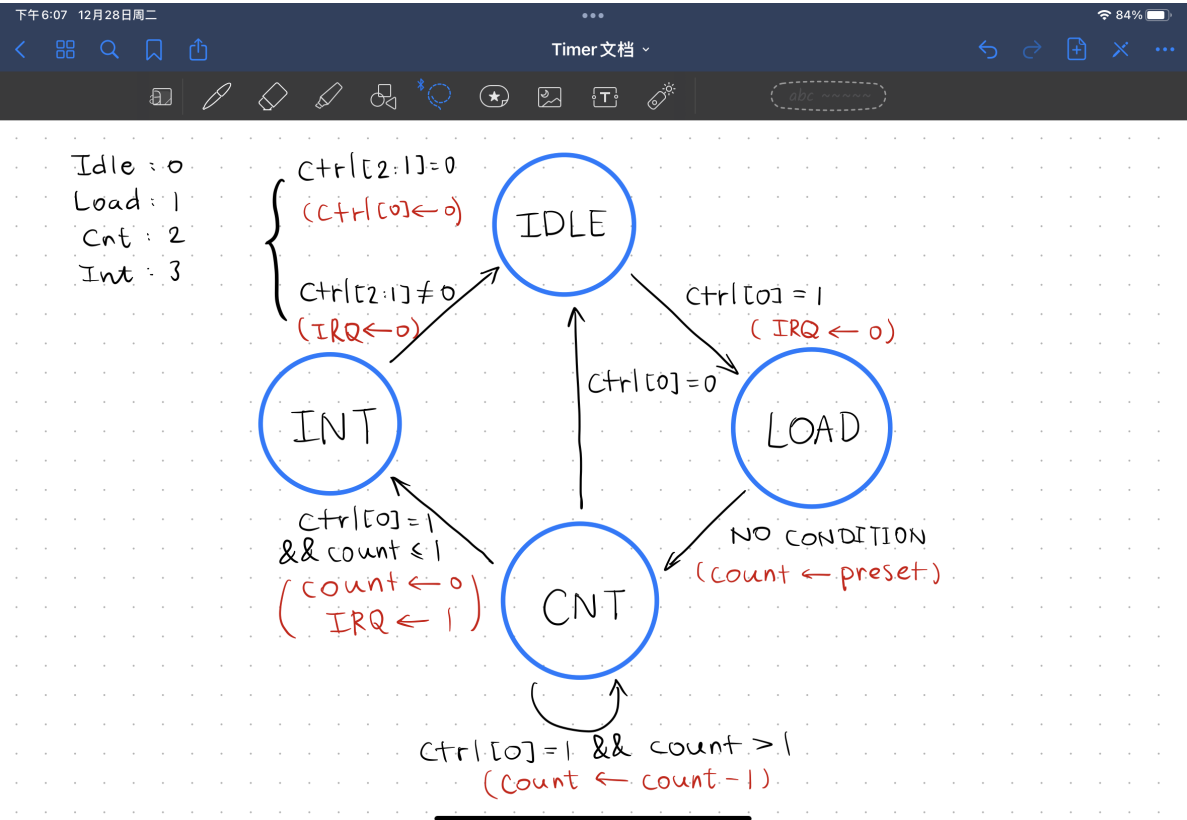 下午6:07 12月28日周二
84%
Timer文档
abc ~~~~~
Idle : 0
Load : 1
Cnt : 2
Int : 3
Ctrl[2:1]=0
(Ctrl[0]←0)
Ctrl[2:1]≠0
(IRQ←0)
IDLE
Ctrl[0]=1
(IRQ←0)
Ctrl[0]=0
INT
LOAD
Ctrl[0]=1
&& count ≤ 1
(count ← 0
IRQ ← 1)
NO CONDITION
(count ← preset)
CNT
Ctrl[0]=1 && count > 1
(count ← count-1)